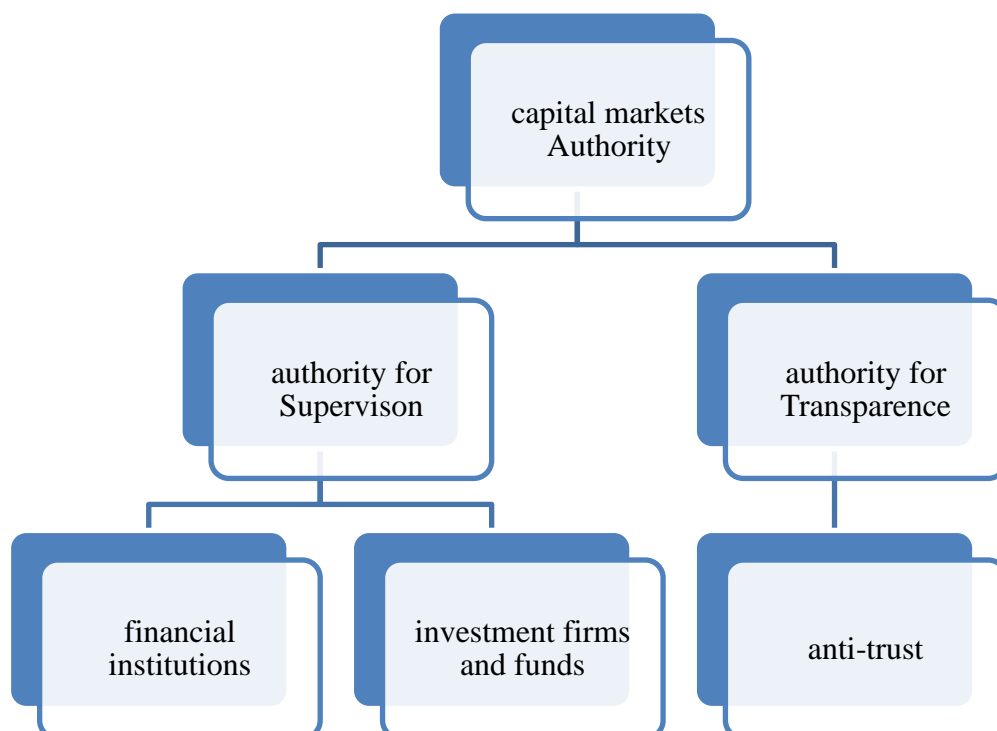 capital markets
Authority
authority for
Supervison
authority for
Transparence
financial
institutions
investment firms
and funds
anti-trust